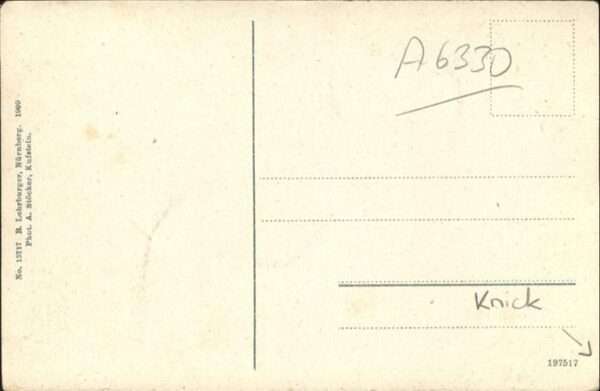 No. 13717 R. Lehrburger, Nürnberg. 1909
Phot. A. Stöcker, Kufstein.
A6330
Knick
197517